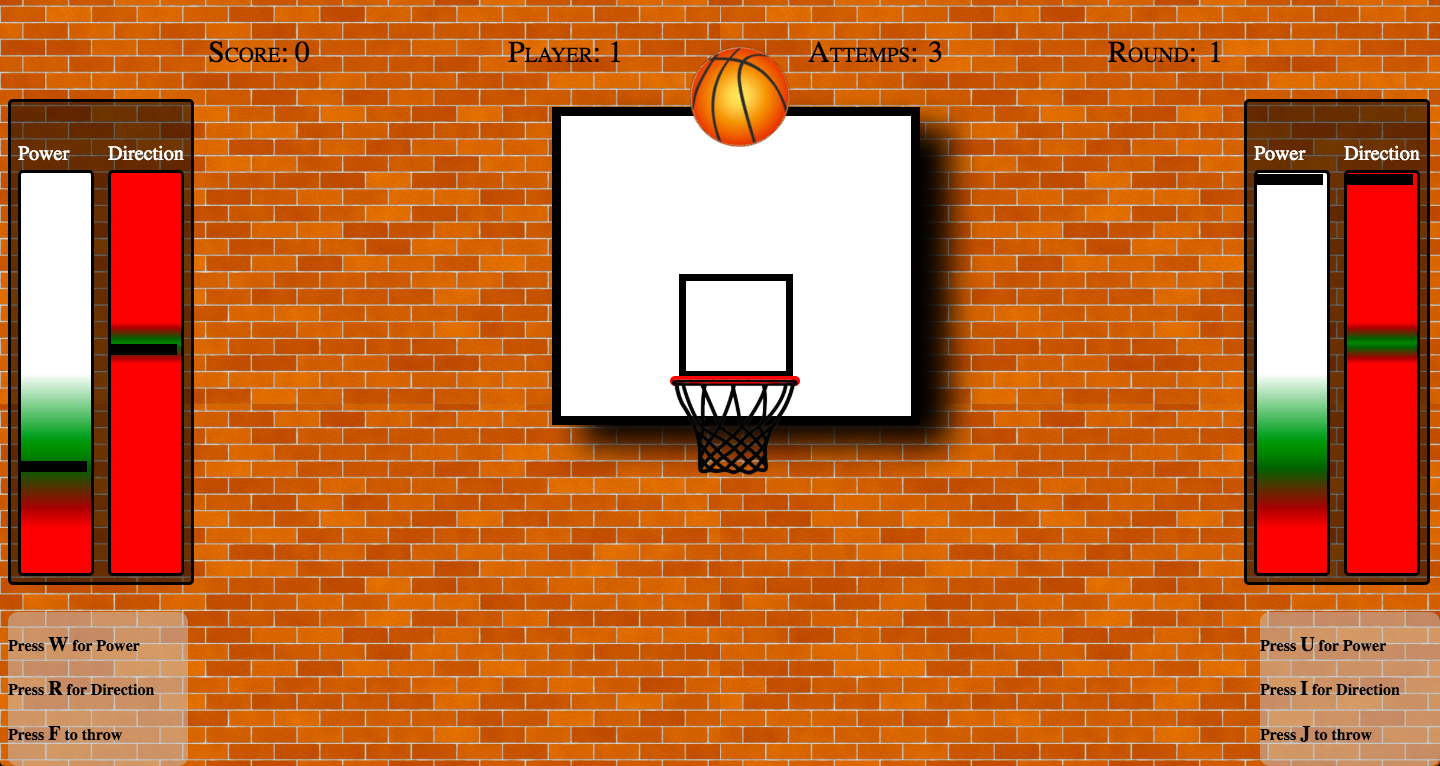 Score: 0
Player: 1
Attemps: 3
Round: 1
Power
Direction
Power
Direction
Press W for Power
Press R for Direction
Press F to throw
Press U for Power
Press I for Direction
Press J to throw